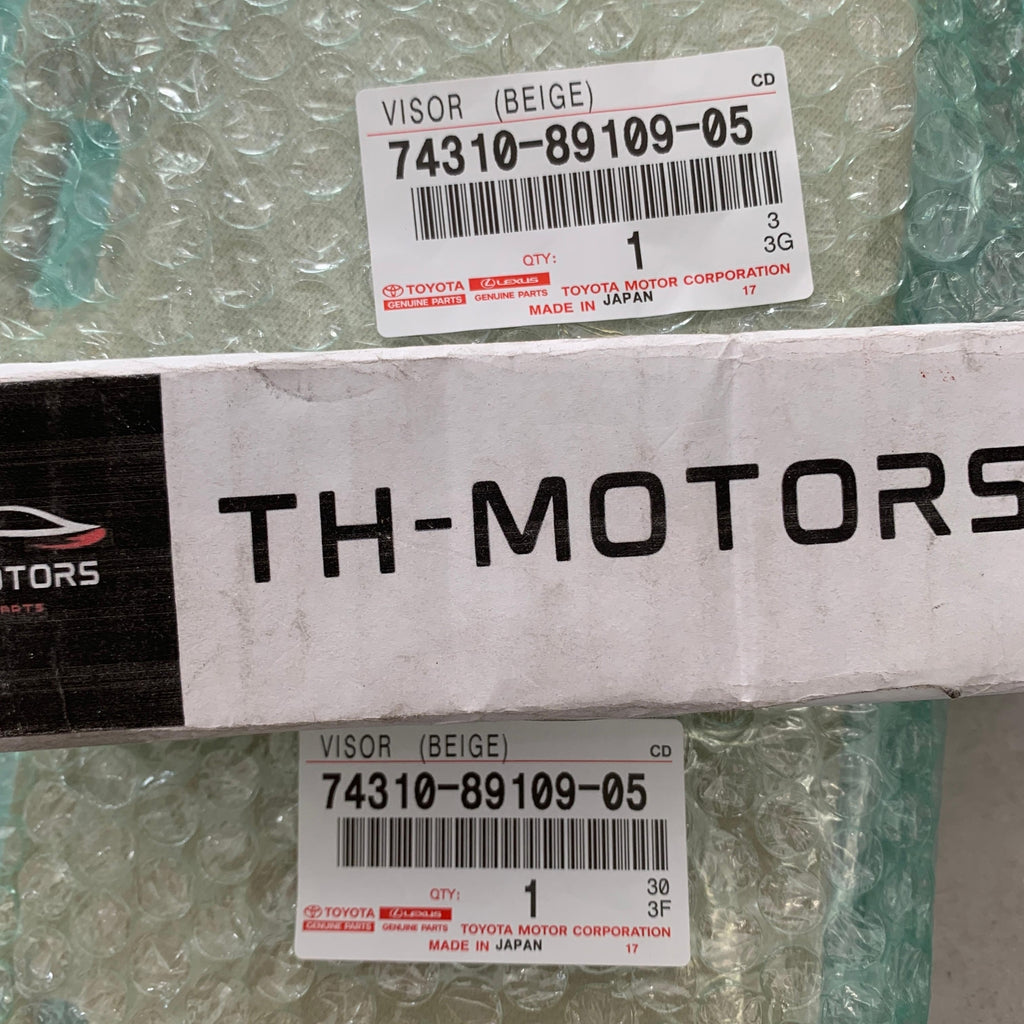 VISOR (BEIGE) CD
74310-89109-05
3
QTY: 1 3G
TOYOTA LEXUS
GENUINE PARTS GENUINE PARTS TOYOTA MOTOR CORPORATION
MADE IN JAPAN 17
TH-MOTORS
OTORS
ARTS
VISOR (BEIGE) CD
74310-89109-05
30
QTY: 1 3F
TOYOTA LEXUS
GENUINE PARTS GENUINE PARTS TOYOTA MOTOR CORPORATION
MADE IN JAPAN 17